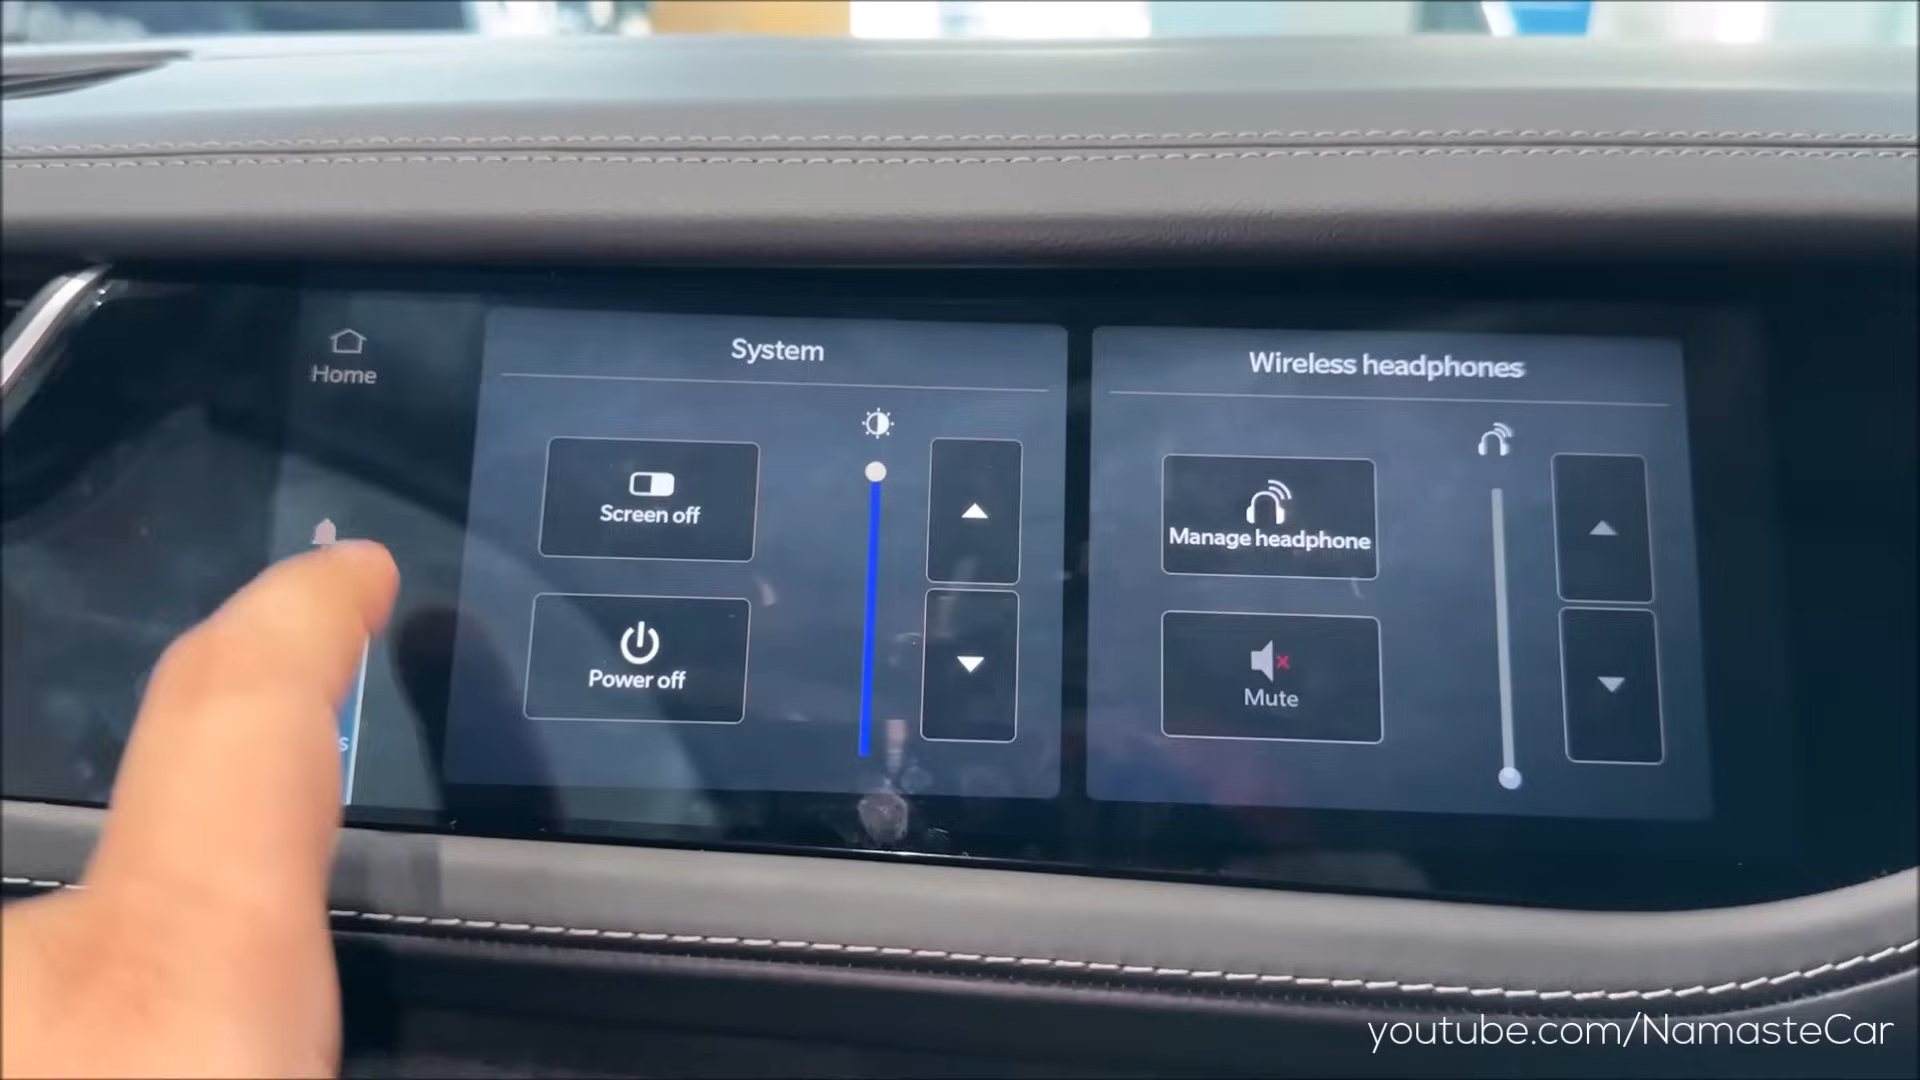 Home
System
Screen off
Power off
Wireless headphones
Manage headphone
Mute
youtube.com/NamasteCar